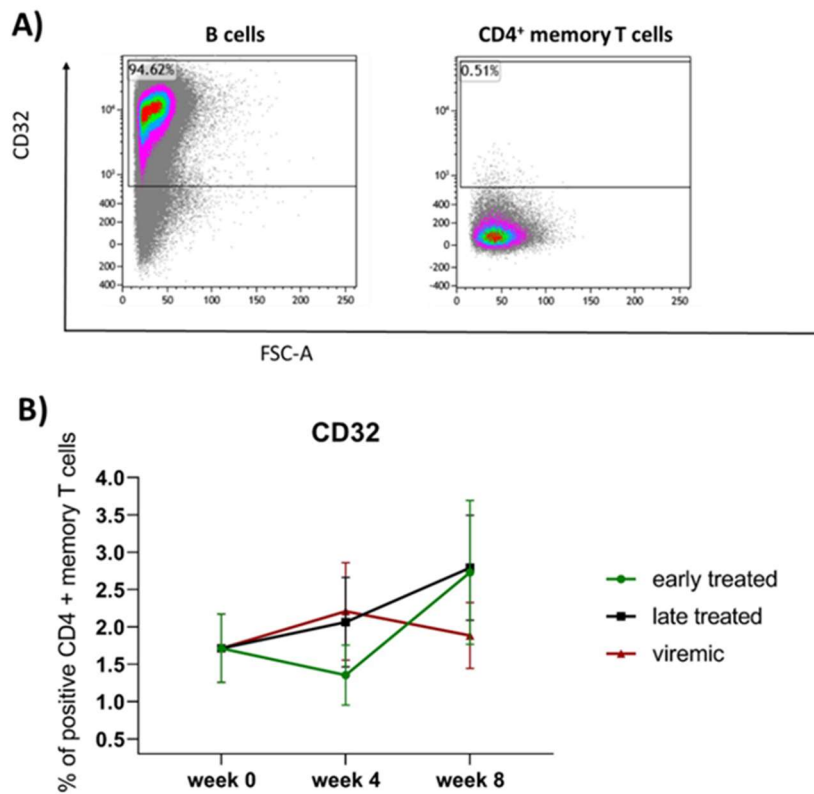 A)
B cells
CD4⁺ memory T cells
CD32
94.62%
10⁴
10³
400
200
0
200
400
0
50
100
150
200
250
0.51%
10⁴
10³
400
200
0
-200
-400
0
50
100
150
200
250
FSC-A
B)
CD32
% of positive CD4 + memory T cells
4.0
3.5
3.0
2.5
2.0
1.5
1.0
0.5
week 0
week 4
week 8
early treated
late treated
viremic